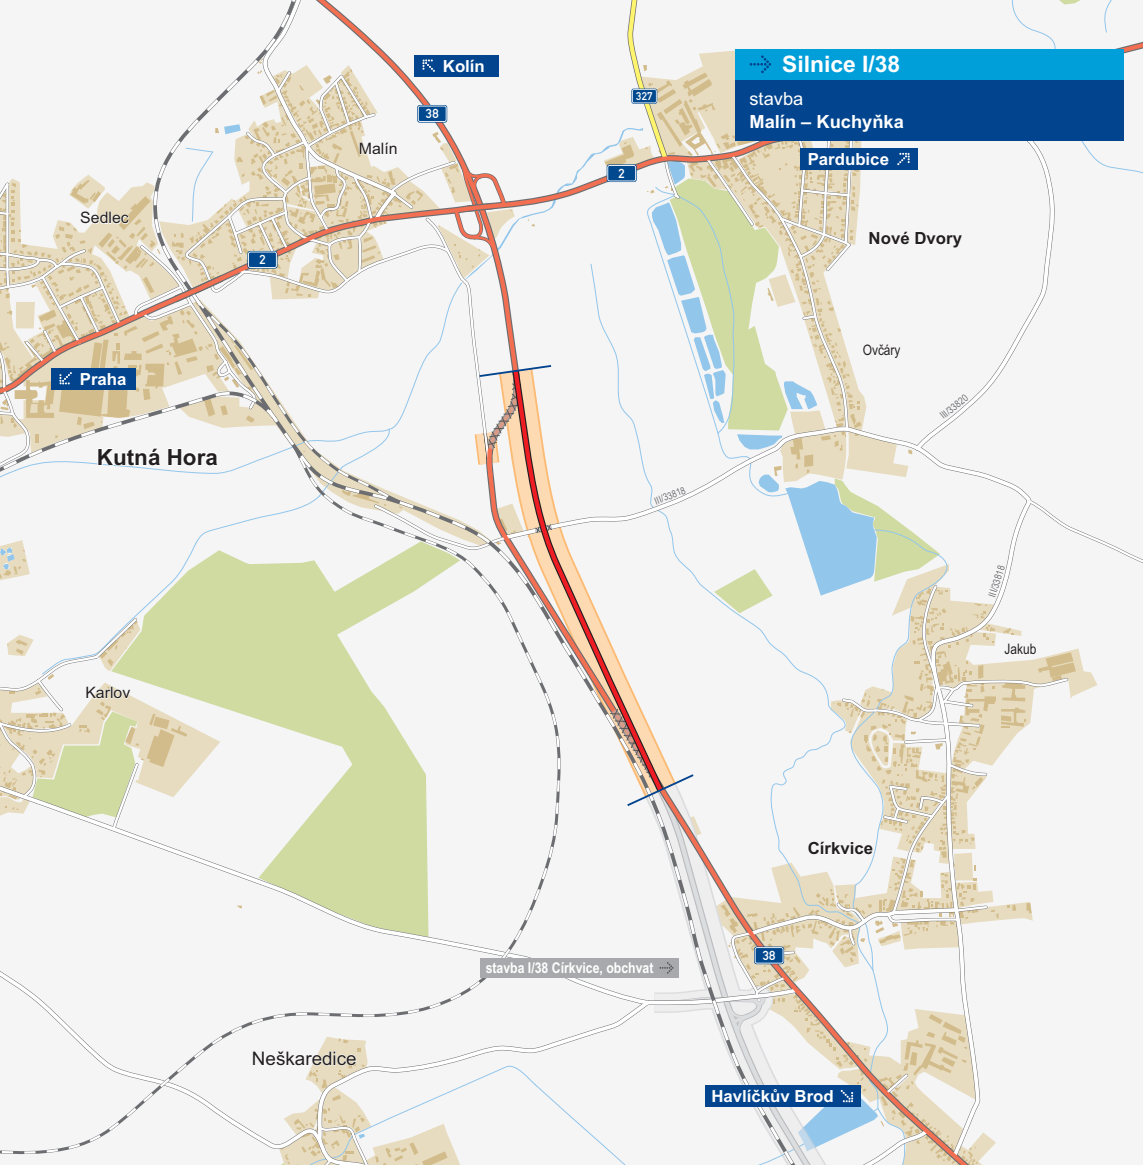 Kolín
38
327
Silnice I/38
stavba
Malín – Kuchyňka
Malín
Pardubice
2
Sedlec
Nové Dvory
2
Ovčáry
Praha
III/33820
Kutná Hora
III/33818
III/33818
Jakub
Karlov
Církvice
38
stavba I/38 Církvice, obchvat
Neškaredice
Havlíčkův Brod